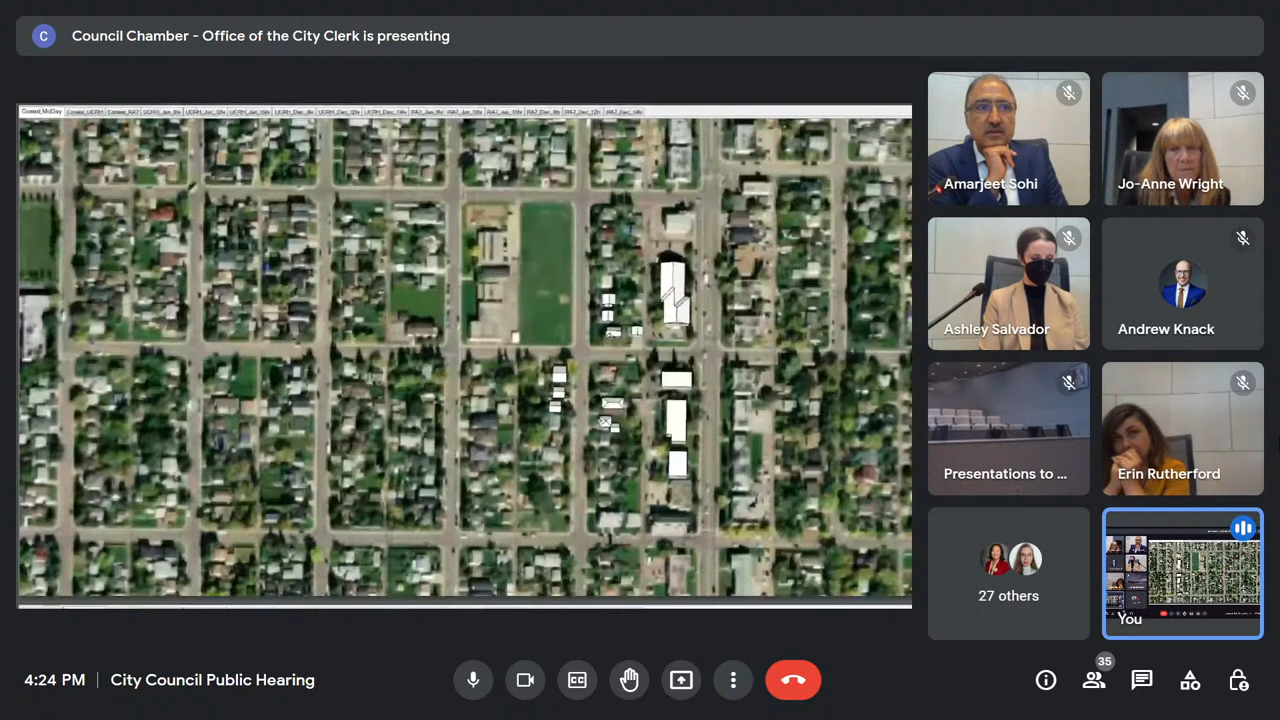 C
Council Chamber - Office of the City Clerk is presenting
Amarjeet Sohi
Jo-Anne Wright
Ashley Salvador
Andrew Knack
Presentations to ...
Erin Rutherford
27 others
You
4:24 PM
City Council Public Hearing
CC
35